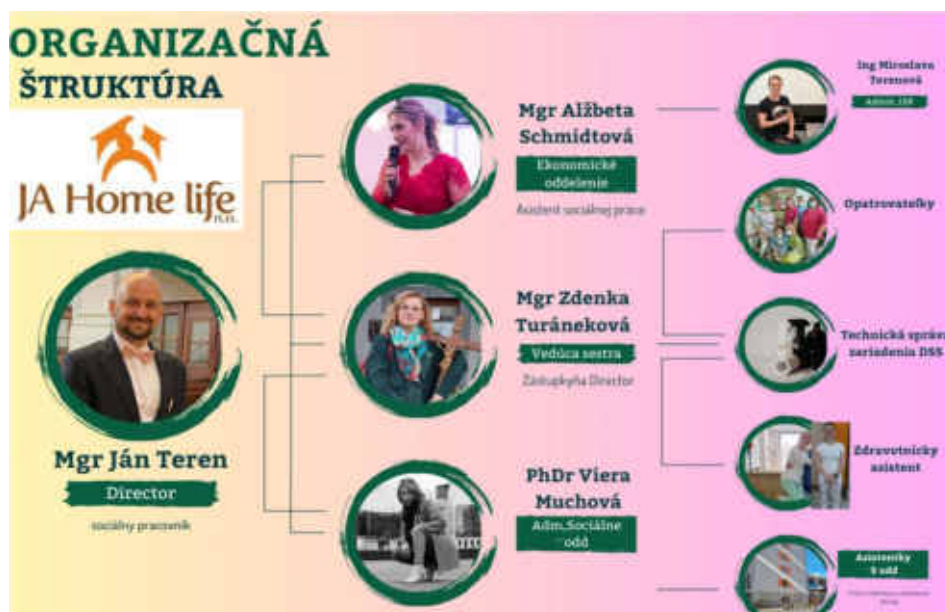 ORGANIZAČNÁ
ŠTRUKTÚRA
JA Home life
n.o.
Mgr Ján Teren
Director
sociálny pracovník
Mgr Alžbeta
Schmidtová
Ekonomické
oddelenie
Asistent sociálnej práce
Mgr Zdenka
Turáneková
Vedúca sestra
Zástupkyňa Director
PhDr Viera
Muchová
Adm.Sociálne
odd
Ing Miroslava
Terenová
Opatrovateľky
Technická správa
zariadenia DSS
Zdravotnícky
asistent